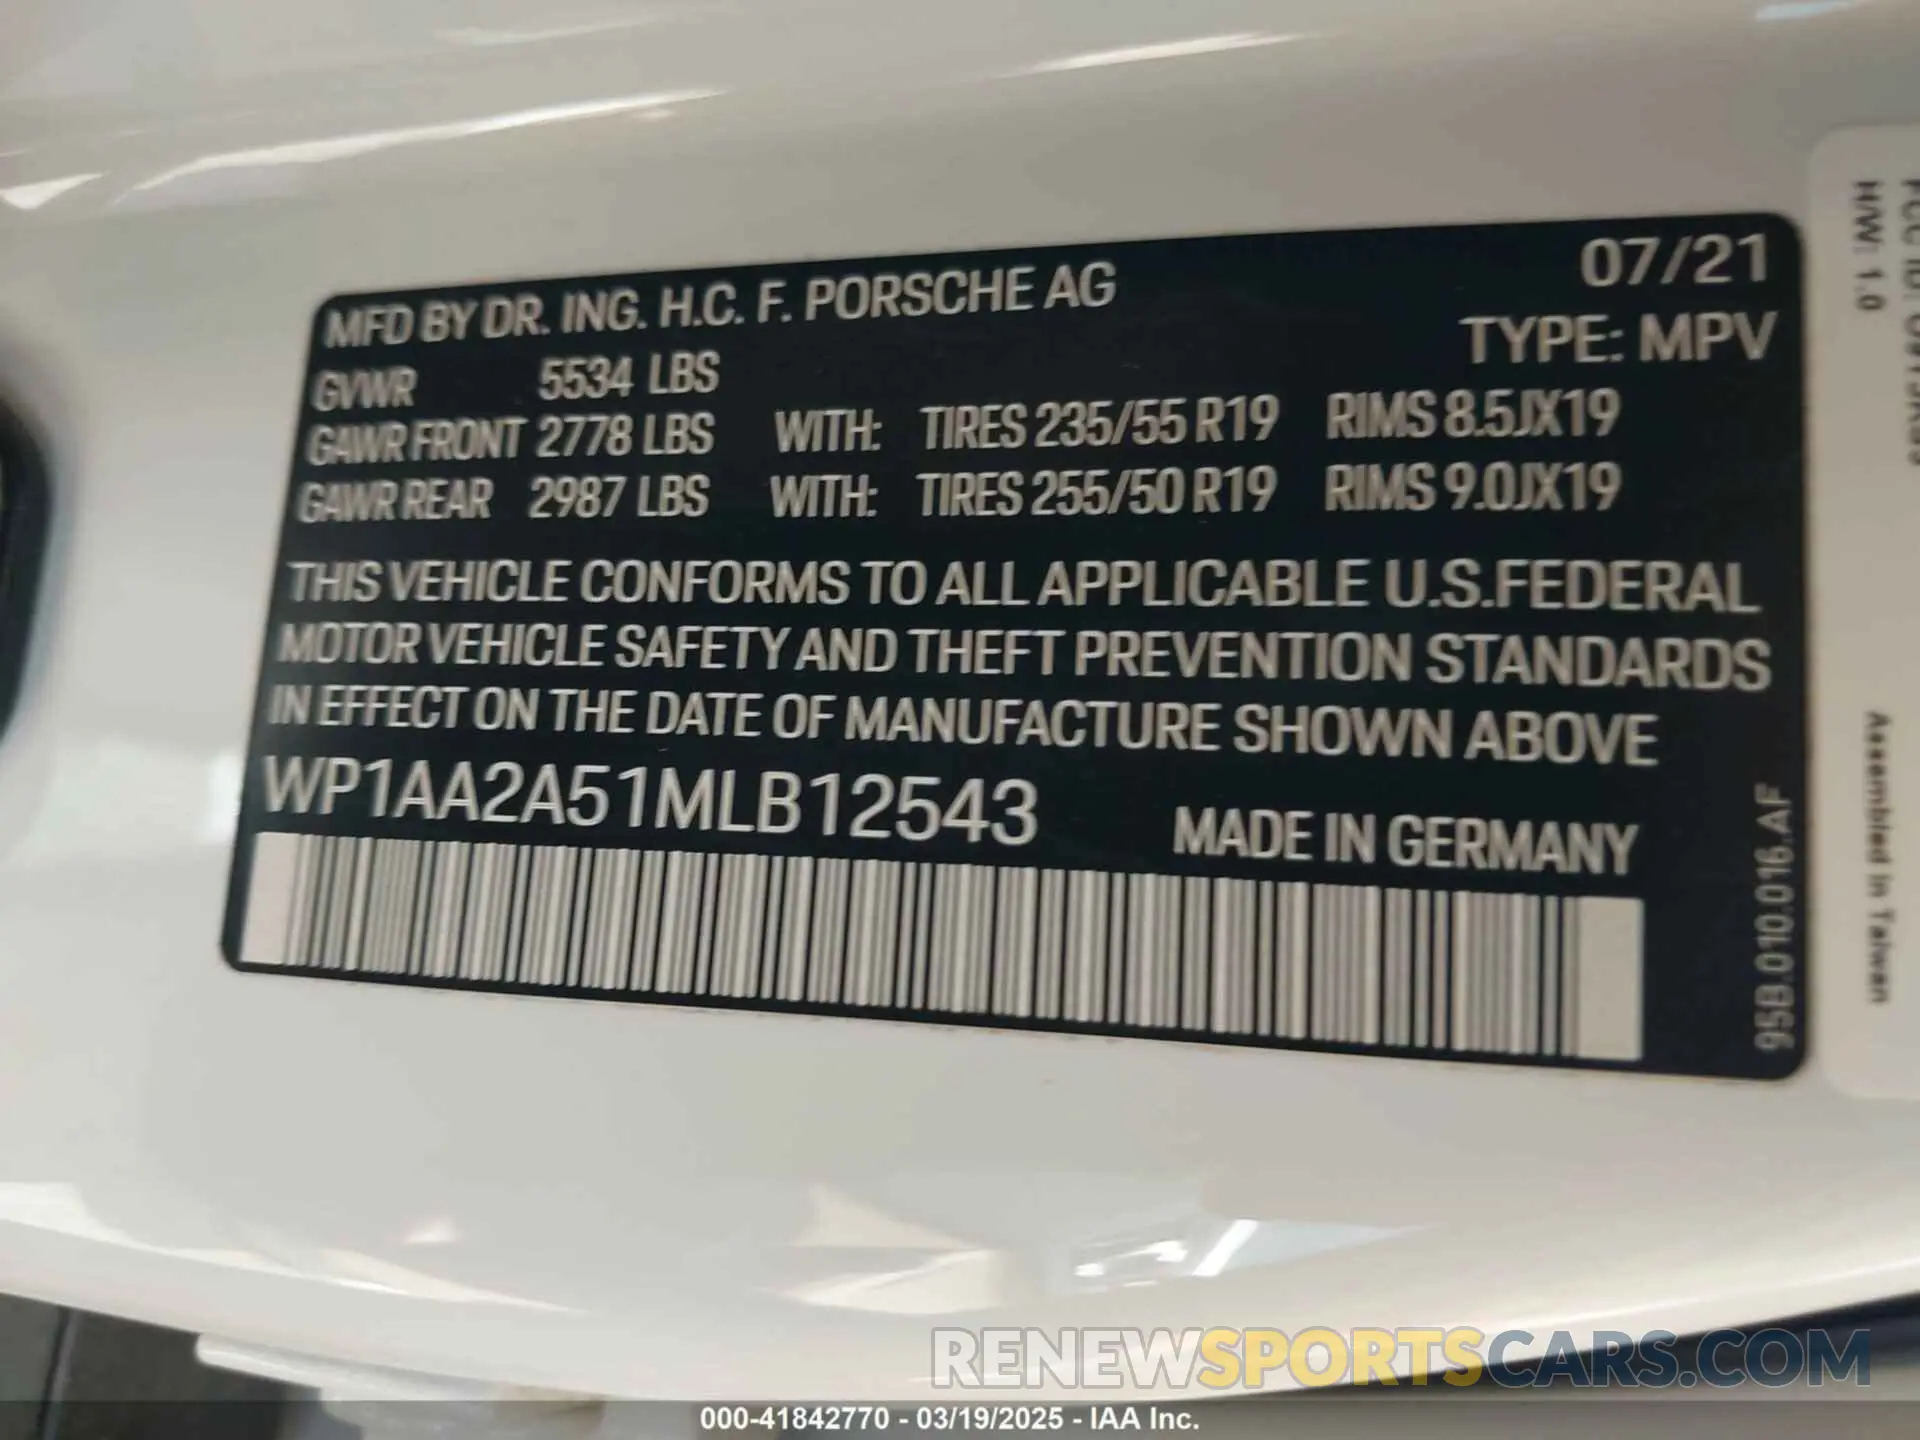 MFD BY DR. ING. H.C. F. PORSCHE AG 07/21
TYPE: MPV
GVWR 5534 LBS
GAWR FRONT 2778 LBS WITH: TIRES 235/55 R19 RIMS 8.5JX19
GAWR REAR 2987 LBS WITH: TIRES 255/50 R19 RIMS 9.0JX19
THIS VEHICLE CONFORMS TO ALL APPLICABLE U.S.FEDERAL
MOTOR VEHICLE SAFETY AND THEFT PREVENTION STANDARDS
IN EFFECT ON THE DATE OF MANUFACTURE SHOWN ABOVE
WP1AA2A51MLB12543
MADE IN GERMANY
95B.010.016.AF
FCC ID:
H/W: 1.0
Assembled in Taiwan
RENEWSPORTSCARS.COM
000-41842770 - 03/19/2025 - IAA Inc.